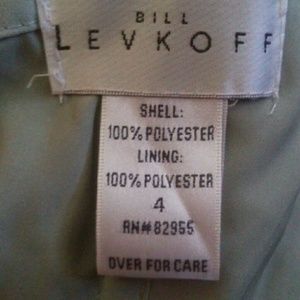 BILL
LEVKOFF
SHELL:
100% POLYESTER
LINING:
100% POLYESTER
4
RN#82955
OVER FOR CARE